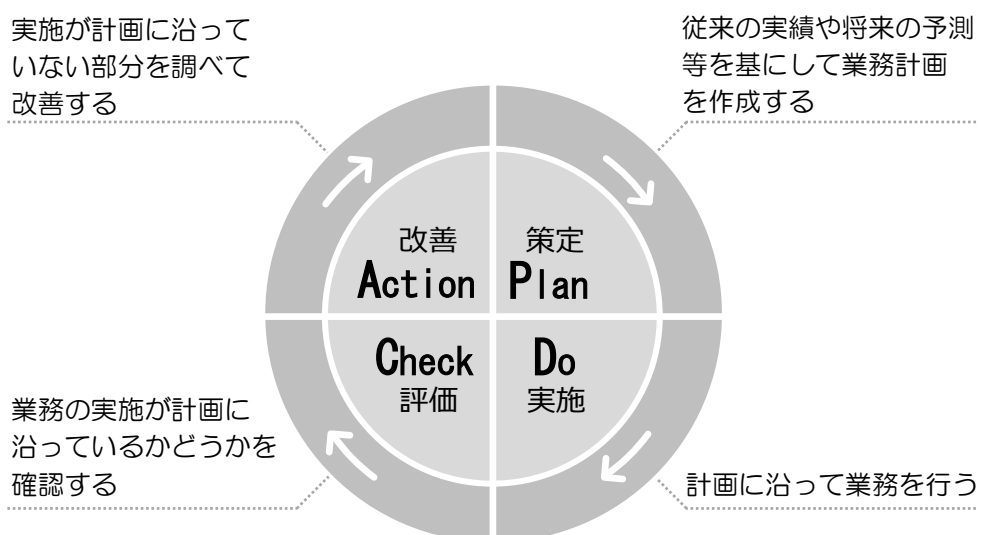 実施が計画に沿って
いない部分を調べて
改善する
従来の実績や将来の予測
等を基にして業務計画
を作成する
改善
Action
策定
Plan
Check
評価
Do
実施
業務の実施が計画に
沿っているかどうかを
確認する
計画に沿って業務を行う